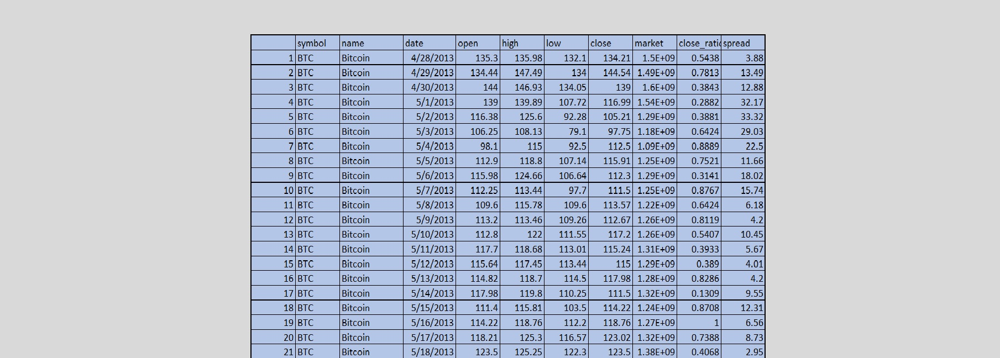 symbol name date open high low close market close_ratic spread
1 BTC Bitcoin 4/28/2013 135.3 135.98 132.1 134.21 1.5E+09 0.5438 3.88
2 BTC Bitcoin 4/29/2013 134.44 147.49 134 144.54 1.49E+09 0.7813 13.49
3 BTC Bitcoin 4/30/2013 144 146.93 134.05 139 1.6E+09 0.3843 12.88
4 BTC Bitcoin 5/1/2013 139 139.89 107.72 116.99 1.54E+09 0.2882 32.17
5 BTC Bitcoin 5/2/2013 116.38 125.6 92.28 105.21 1.29E+09 0.3881 33.32
6 BTC Bitcoin 5/3/2013 106.25 108.13 79.1 97.75 1.18E+09 0.6424 29.03
7 BTC Bitcoin 5/4/2013 98.1 115 92.5 112.5 1.09E+09 0.8889 22.5
8 BTC Bitcoin 5/5/2013 112.9 118.8 107.14 115.91 1.25E+09 0.7521 11.66
9 BTC Bitcoin 5/6/2013 115.98 124.66 106.64 112.3 1.29E+09 0.3141 18.02
10 BTC Bitcoin 5/7/2013 112.25 113.44 97.7 111.5 1.25E+09 0.8767 15.74
11 BTC Bitcoin 5/8/2013 109.6 115.78 109.6 113.57 1.22E+09 0.6424 6.18
12 BTC Bitcoin 5/9/2013 113.2 113.46 109.26 112.67 1.26E+09 0.8119 4.2
13 BTC Bitcoin 5/10/2013 112.8 122 111.55 117.2 1.26E+09 0.5407 10.45
14 BTC Bitcoin 5/11/2013 117.7 118.68 113.01 115.24 1.31E+09 0.3933 5.67
15 BTC Bitcoin 5/12/2013 115.64 117.45 113.44 115 1.29E+09 0.389 4.01
16 BTC Bitcoin 5/13/2013 114.82 118.7 114.5 117.98 1.28E+09 0.8286 4.2
17 BTC Bitcoin 5/14/2013 117.98 119.8 110.25 111.5 1.32E+09 0.1309 9.55
18 BTC Bitcoin 5/15/2013 111.4 115.81 103.5 114.22 1.24E+09 0.8708 12.31
19 BTC Bitcoin 5/16/2013 114.22 118.76 112.2 118.76 1.27E+09 1 6.56
20 BTC Bitcoin 5/17/2013 118.21 125.3 116.57 123.02 1.32E+09 0.7388 8.73
21 BTC Bitcoin 5/18/2013 123.5 125.25 122.3 123.5 1.38E+09 0.4068 2.95